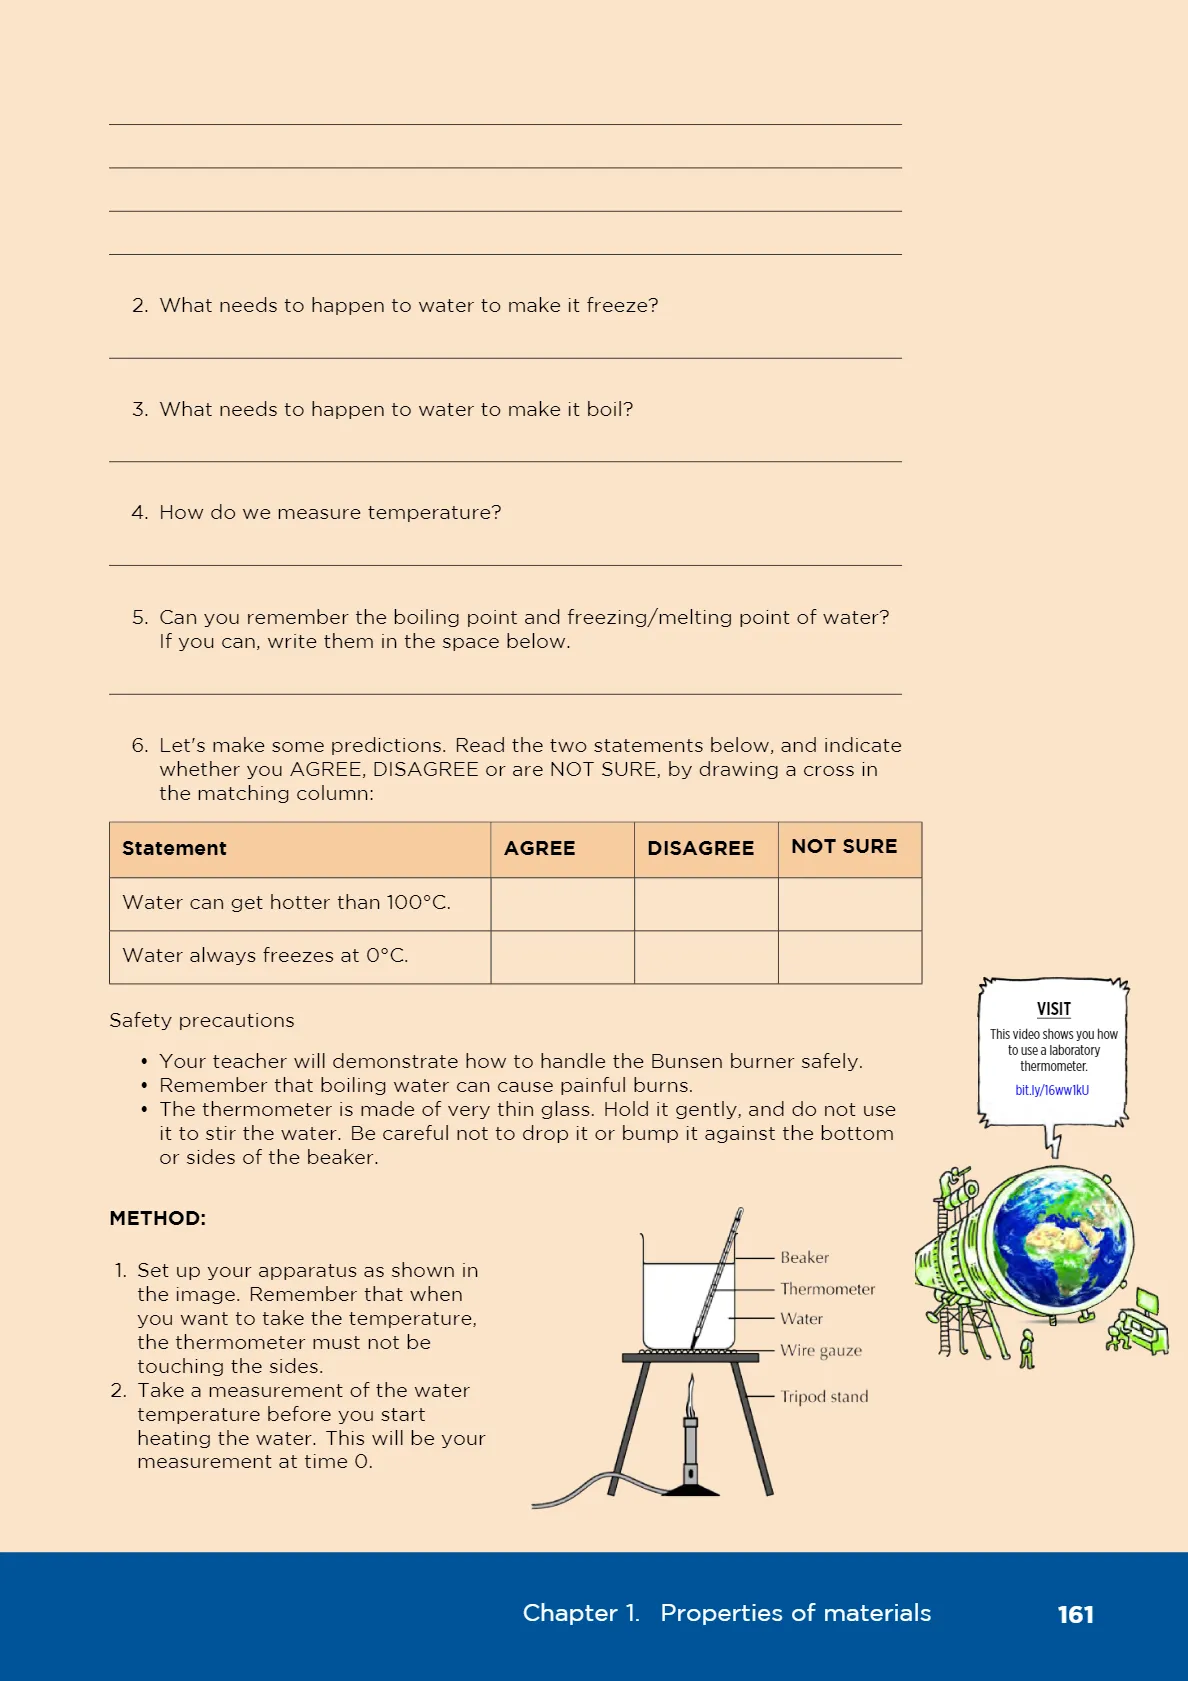 2. What needs to happen to water to make it freeze?
3. What needs to happen to water to make it boil?
4. How do we measure temperature?
5. Can you remember the boiling point and freezing/melting point of water?
If you can, write them in the space below.
6. Let's make some predictions. Read the two statements below, and indicate
whether you AGREE, DISAGREE or are NOT SURE, by drawing a cross in
the matching column:
Statement AGREE DISAGREE NOT SURE
Water can get hotter than 100°C.
Water always freezes at 0°C.
Safety precautions
• Your teacher will demonstrate how to handle the Bunsen burner safely.
• Remember that boiling water can cause painful burns.
• The thermometer is made of very thin glass. Hold it gently, and do not use
it to stir the water. Be careful not to drop it or bump it against the bottom
or sides of the beaker.
VISIT
This video shows you how
to use a laboratory
thermometer.
bit.ly/16ww1kU
METHOD:
1. Set up your apparatus as shown in
the image. Remember that when
you want to take the temperature,
the thermometer must not be
touching the sides.
2. Take a measurement of the water
temperature before you start
heating the water. This will be your
measurement at time 0.
Beaker
Thermometer
Water
Wire gauze
Tripod stand
Chapter 1. Properties of materials 161